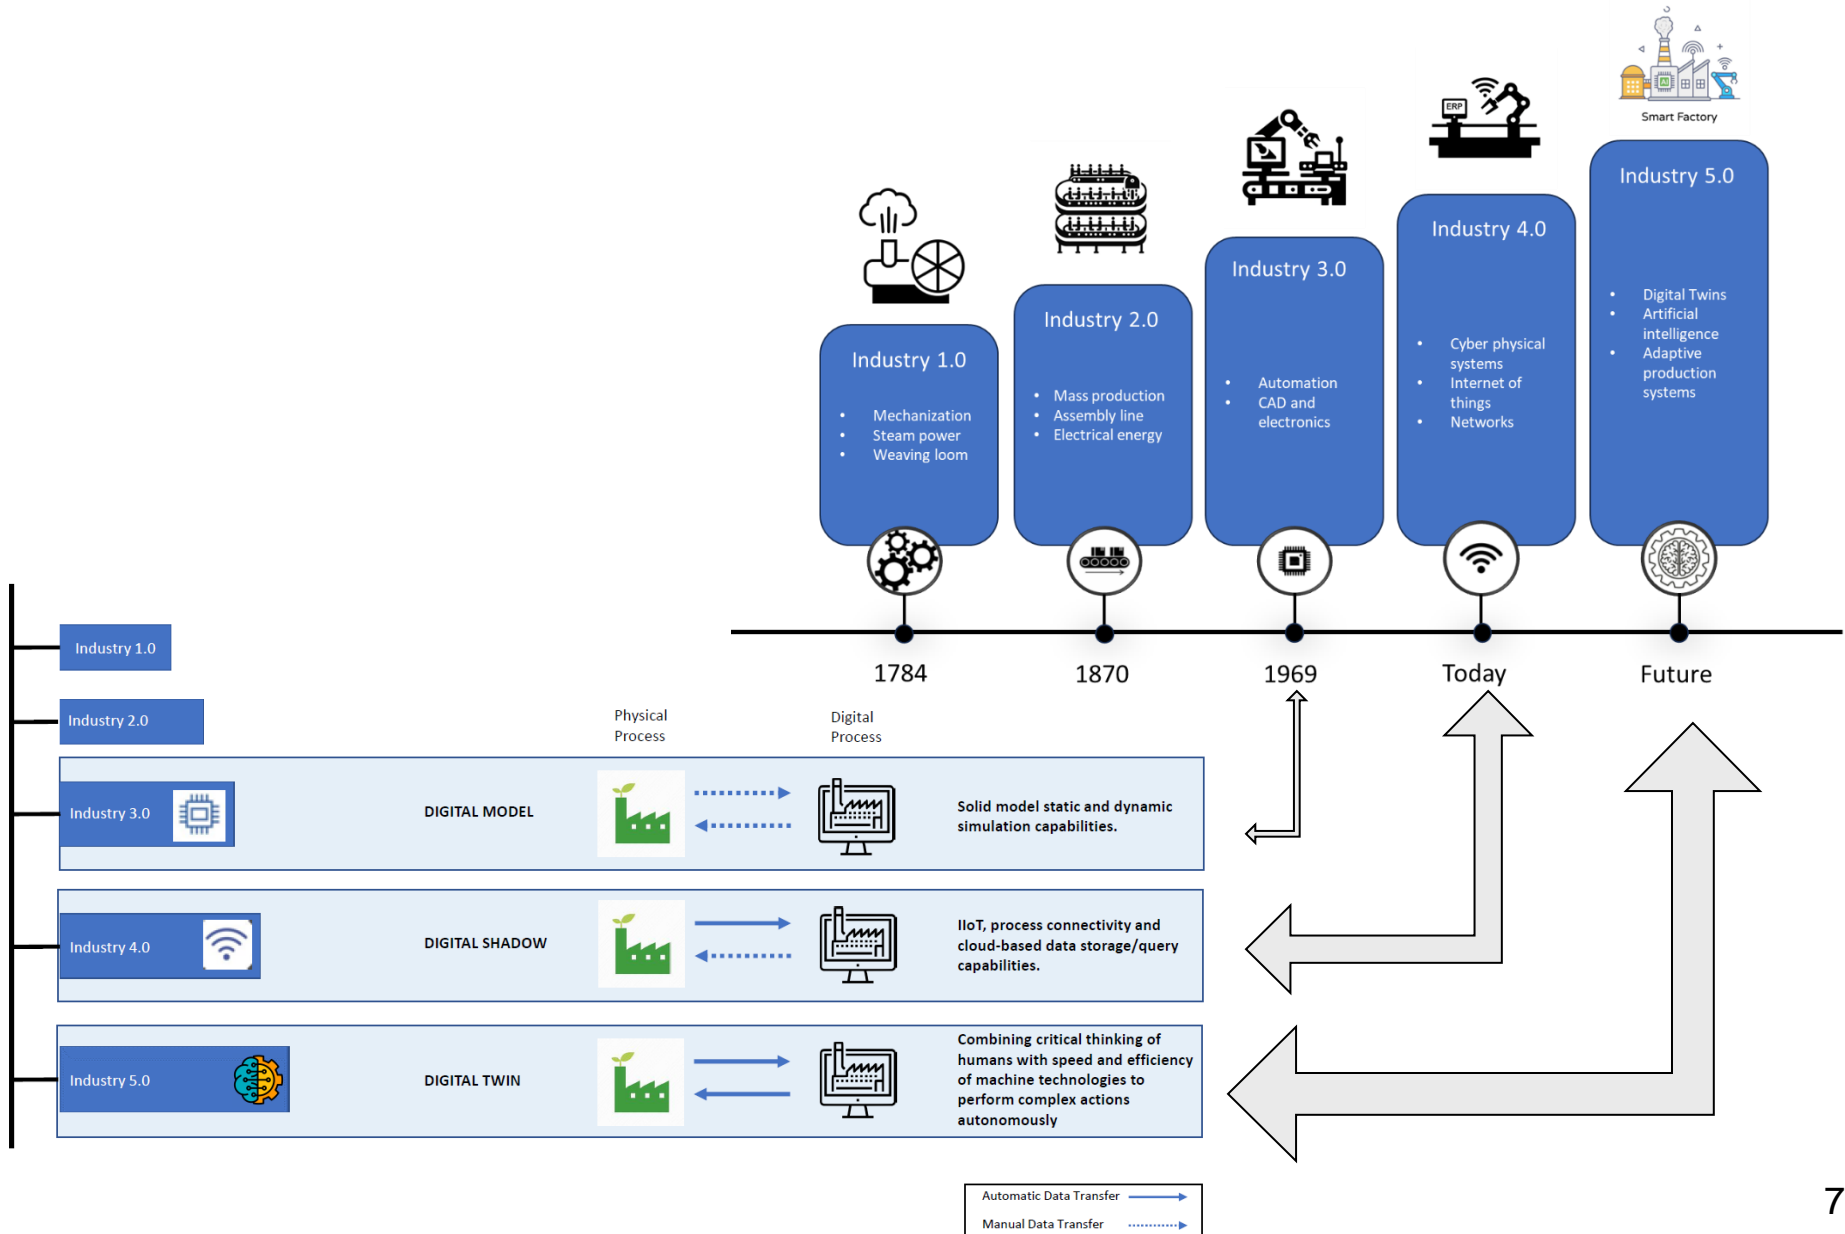 Smart Factory
ERP
AI
Industry 5.0
• Digital Twins
• Artificial
intelligence
• Adaptive
production
systems
Industry 4.0
• Cyber physical
systems
• Internet of
things
• Networks
Industry 3.0
• Automation
• CAD and
electronics
Industry 2.0
• Mass production
• Assembly line
• Electrical energy
Industry 1.0
• Mechanization
• Steam power
• Weaving loom
1784
1870
1969
Today
Future
Industry 1.0
Industry 2.0
Physical
Process
Digital
Process
Industry 3.0
DIGITAL MODEL
Solid model static and dynamic
simulation capabilities.
Industry 4.0
DIGITAL SHADOW
IIoT, process connectivity and
cloud-based data storage/query
capabilities.
Industry 5.0
DIGITAL TWIN
Combining critical thinking of
humans with speed and efficiency
of machine technologies to
perform complex actions
autonomously
Automatic Data Transfer
Manual Data Transfer
7